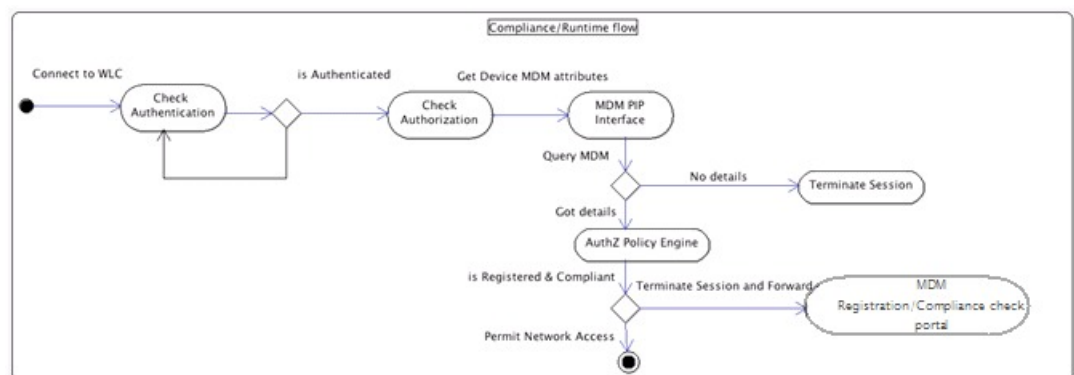 Compliance/Runtime flow
Connect to WLC
is Authenticated
Get Device MDM attributes
Check
Authentication
Check
Authorization
MDM PIP
Interface
Query MDM
No details
Terminate Session
Got details
AuthZ Policy Engine
is Registered & Compliant
Terminate Session and Forward
MDM
Registration/Compliance check
portal
Permit Network Access